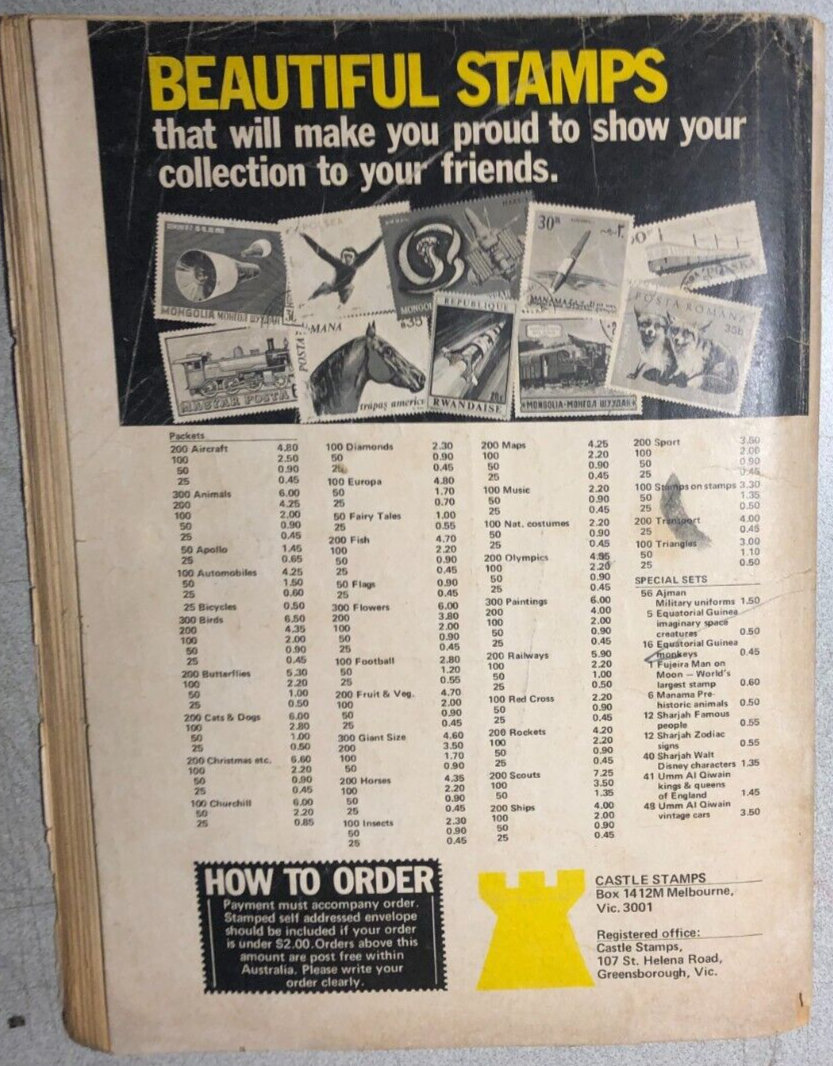 BEAUTIFUL STAMPS
that will make you proud to show your
collection to your friends.
POLSKA
30
MONGOLIA МОНГОЛ ШУУДАН
POSTA ROMANA
35b
REPUBLIQUE
MAGYAR POSTA
trapas americ
RWANDAISE
MONGOLIA-МОНГОЛ ШУУДАН
Packets
200 Aircraft 4.80
100 2.50
50 0.90
25 0.45
300 Animals 6.00
200 4.25
100 2.00
50 0.90
25 0.45
50 Apollo 1.45
25 0.65
100 Automobiles 4.25
50 1.50
25 0.60
25 Bicycles 0.50
300 Birds 6.50
200 4.35
100 2.00
50 0.90
25 0.45
200 Butterflies 5.30
100 2.20
50 1.00
25 0.50
200 Cats & Dogs 6.00
100 2.80
50 1.00
25 0.50
200 Christmas etc. 6.60
100 2.20
50 0.90
25 0.45
100 Churchill 6.00
50 2.20
25 0.85
100 Diamonds 2.30
50 0.90
25 0.45
100 Europa 4.80
50 1.70
25 0.70
50 Fairy Tales 1.00
25 0.55
200 Fish 4.70
100 2.20
50 0.90
25 0.45
50 Flags 0.90
25 0.45
300 Flowers 6.00
200 3.80
100 2.00
50 0.90
25 0.45
100 Football 2.80
50 1.20
25 0.55
200 Fruit & Veg. 4.70
100 2.00
50 0.90
25 0.45
300 Giant Size 4.60
200 3.50
100 1.70
50 0.90
200 Horses 4.35
100 2.20
50 0.90
25 0.45
100 Insects 2.30
50 0.90
25 0.45
200 Maps 4.25
100 2.20
50 0.90
25 0.45
100 Music 2.20
50 0.90
25 0.45
100 Nat. costumes 2.20
50 0.90
25 0.45
200 Olympics 4.95
100 2.20
50 0.90
25 0.45
300 Paintings 6.00
200 4.00
100 2.00
50 0.90
25 0.45
200 Railways 5.90
100 2.20
50 1.00
25 0.50
100 Red Cross 2.20
50 0.90
25 0.45
200 Rockets 4.20
100 2.20
50 0.90
25 0.45
200 Scouts 7.25
100 3.50
50 1.35
200 Ships 4.00
100 2.00
50 0.90
25 0.45
200 Sport 3.50
100 2.00
50 0.90
25 0.45
100 Stamps on stamps 3.30
50 1.35
25 0.50
200 Transport 4.00
25 0.45
100 Triangles 3.00
50 1.10
25 0.50
SPECIAL SETS
56 Ajman
Military uniforms 1.50
5 Equatorial Guinea
imaginary space
creatures 0.50
16 Equatorial Guinea
monkeys 0.45
1 Fujeira Man on
Moon – World's
largest stamp 0.60
6 Manama Pre-
historic animals 0.50
12 Sharjah Famous
people 0.55
12 Sharjah Zodiac
signs 0.55
40 Sharjah Walt
Disney characters 1.35
41 Umm Al Qiwain
kings & queens
of England 1.45
48 Umm Al Qiwain
vintage cars 3.50
HOW TO ORDER
Payment must accompany order.
Stamped self addressed envelope
should be included if your order
is under $2.00. Orders above this
amount are post free within
Australia. Please write your
order clearly.
CASTLE STAMPS
Box 1412M Melbourne,
Vic. 3001
Registered office:
Castle Stamps,
107 St. Helena Road,
Greensborough, Vic.